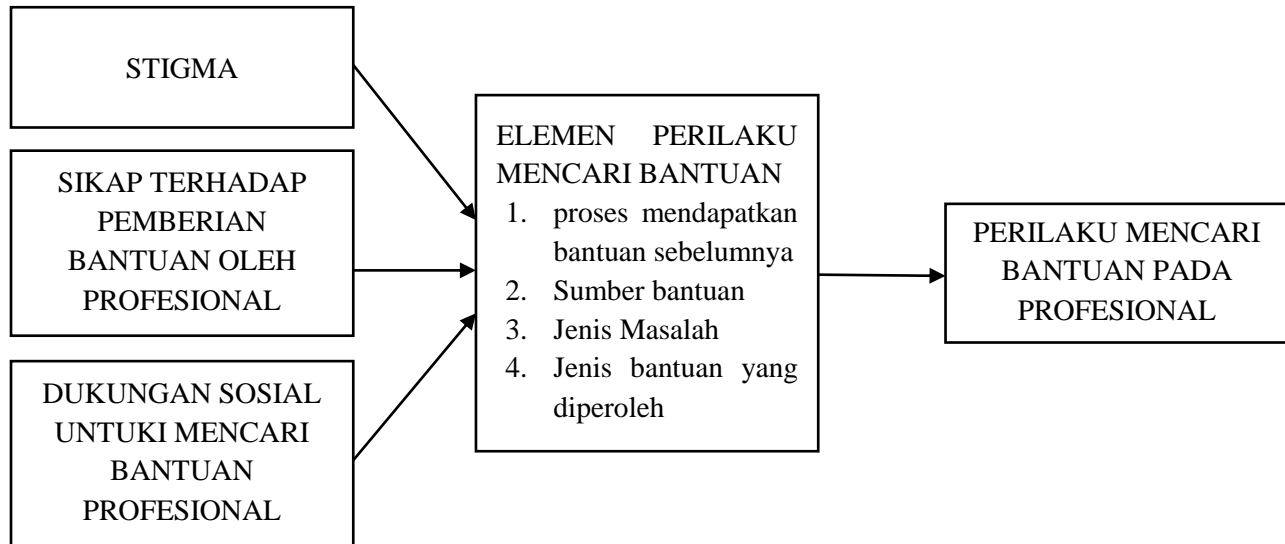 STIGMA
SIKAP TERHADAP
PEMBERIAN
BANTUAN OLEH
PROFESIONAL
DUKUNGAN SOSIAL
UNTUKI MENCARI
BANTUAN
PROFESIONAL
ELEMEN PERILAKU
MENCARI BANTUAN
1. proses mendapatkan
bantuan sebelumnya
2. Sumber bantuan
3. Jenis Masalah
4. Jenis bantuan yang
diperoleh
PERILAKU MENCARI
BANTUAN PADA
PROFESIONAL